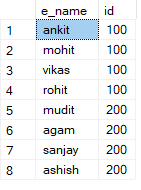 e_name id
1 ankit 100
2 mohit 100
3 vikas 100
4 rohit 100
5 mudit 200
6 agam 200
7 sanjay 200
8 ashish 200